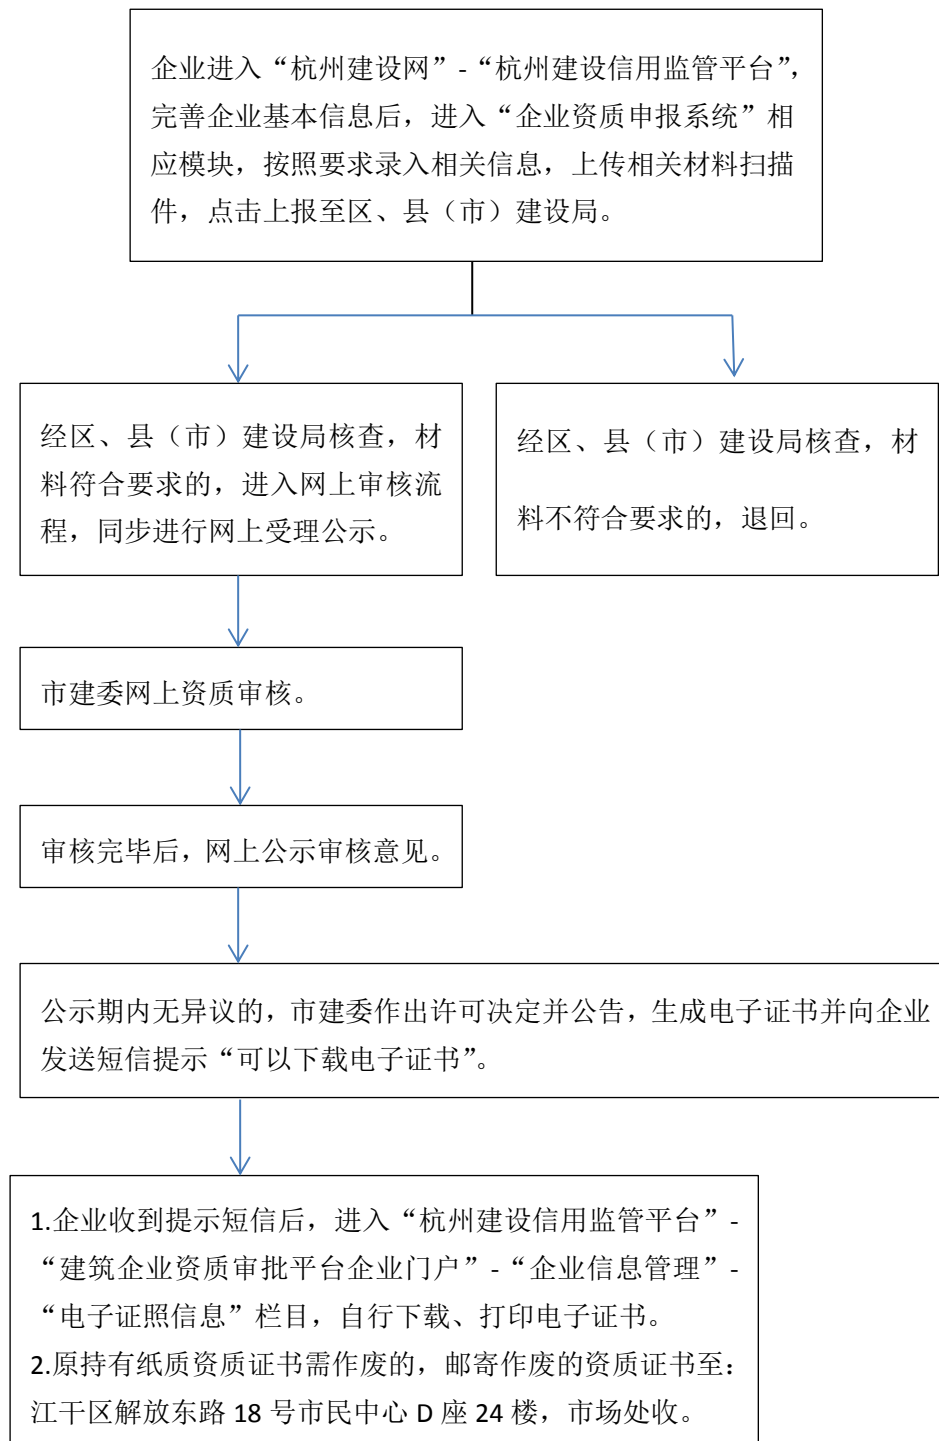 企业进入“杭州建设网”-“杭州建设信用监管平台”，
完善企业基本信息后，进入“企业资质申报系统”相
应模块，按照要求录入相关信息，上传相关材料扫描
件，点击上报至区、县（市）建设局。
经区、县（市）建设局核查，材
料符合要求的，进入网上审核流
程，同步进行网上受理公示。
经区、县（市）建设局核查，材
料不符合要求的，退回。
市建委网上资质审核。
审核完毕后，网上公示审核意见。
公示期内无异议的，市建委作出许可决定并公告，生成电子证书并向企业
发送短信提示“可以下载电子证书”。
1.企业收到提示短信后，进入“杭州建设信用监管平台”-
“建筑企业资质审批平台企业门户”-“企业信息管理”-
“电子证照信息”栏目，自行下载、打印电子证书。
2.原持有纸质资质证书需作废的，邮寄作废的资质证书至：
江干区解放东路 18 号市民中心 D 座 24 楼，市场处收。